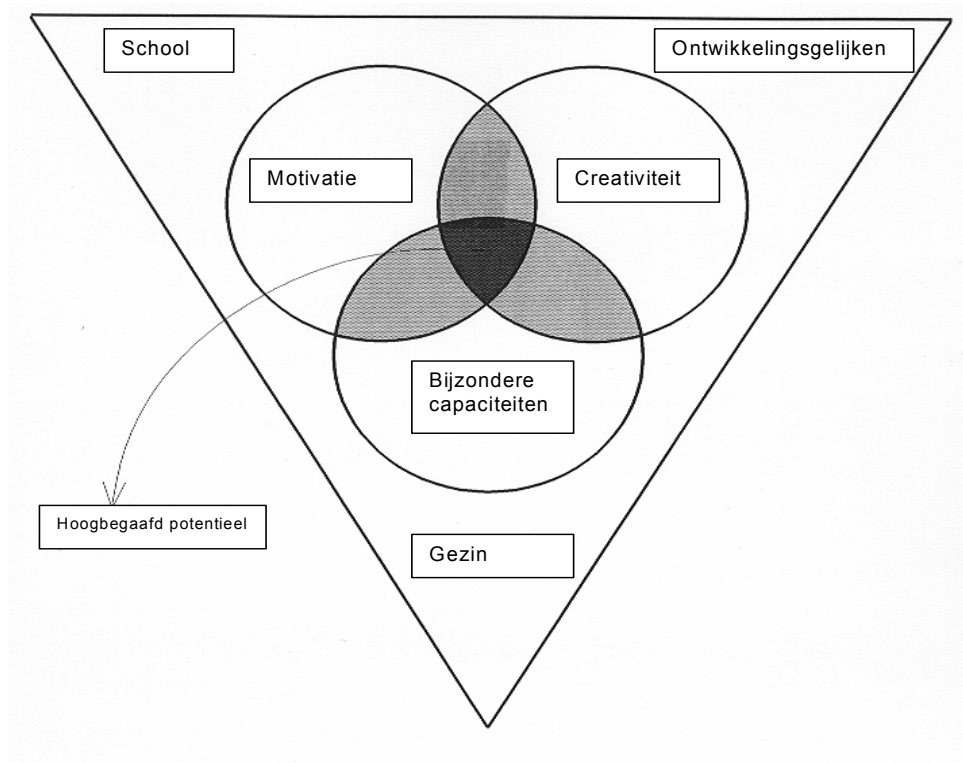 School
Ontwikkelingsgelijken
Motivatie
Creativiteit
Bijzondere
capaciteiten
Hoogbegaafd potentieel
Gezin